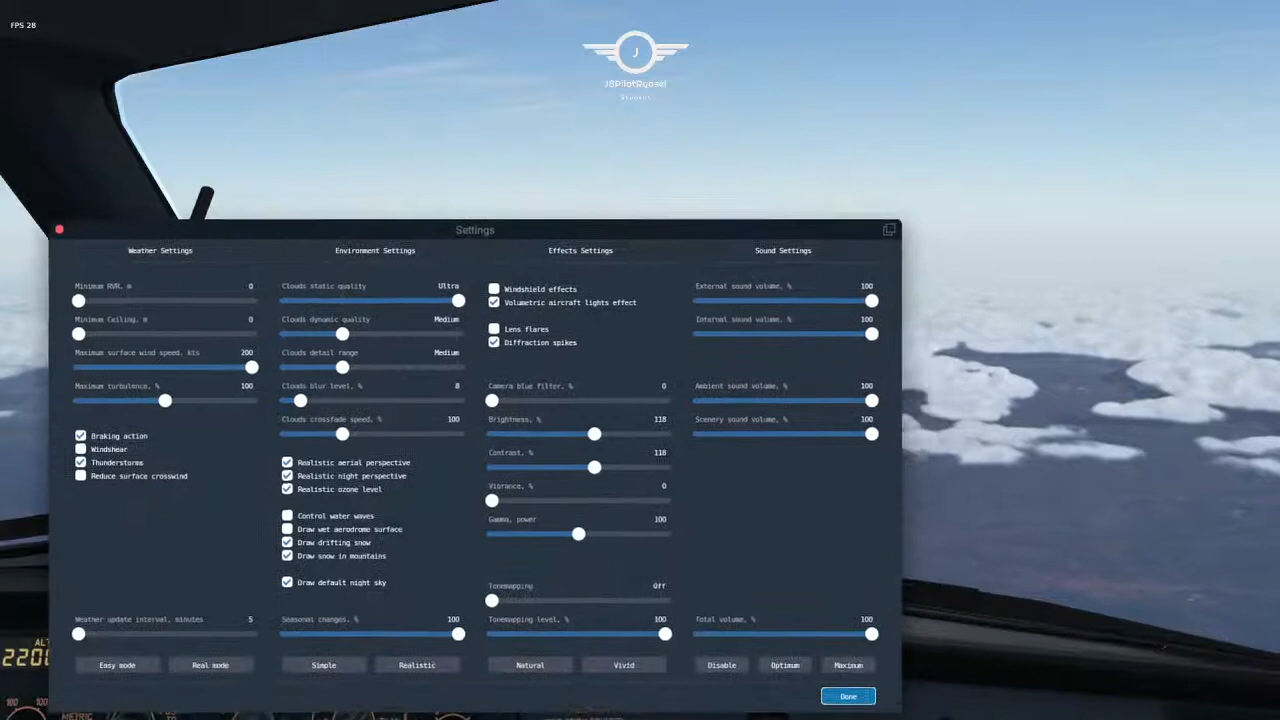 FPS 28
J
JBPilotRussel
Student
Settings
Weather Settings
Minimum RVR, m 0
Minimum Ceiling, m 0
Maximum surface wind speed, kts 200
Maximum turbulence, % 100
Braking action
Windshear
Thunderstorms
Reduce surface crosswind
Weather update interval, minutes 5
Easy mode Real mode
Environment Settings
Clouds static quality Ultra
Clouds dynamic quality Medium
Clouds detail range Medium
Clouds blur level, % 8
Clouds crossfade speed, % 100
Realistic aerial perspective
Realistic night perspective
Realistic ozone level
Control water waves
Draw wet aerodrome surface
Draw drifting snow
Draw snow in mountains
Draw default night sky
Seasonal changes, % 100
Simple Realistic
Effects Settings
Windshield effects
Volumetric aircraft lights effect
Lens flares
Diffraction spikes
Camera blue filter, % 0
Brightness, % 118
Contrast, % 118
Vibrance, % 0
Gamma, power 100
Tonemapping Off
Tonemapping level, % 100
Natural Vivid
Sound Settings
External sound volume, % 100
Internal sound volume, % 100
Ambient sound volume, % 100
Scenery sound volume, % 100
Total volume, % 100
Disable Optimum Maximum
Done
ALT
2200
100 100
METRIC